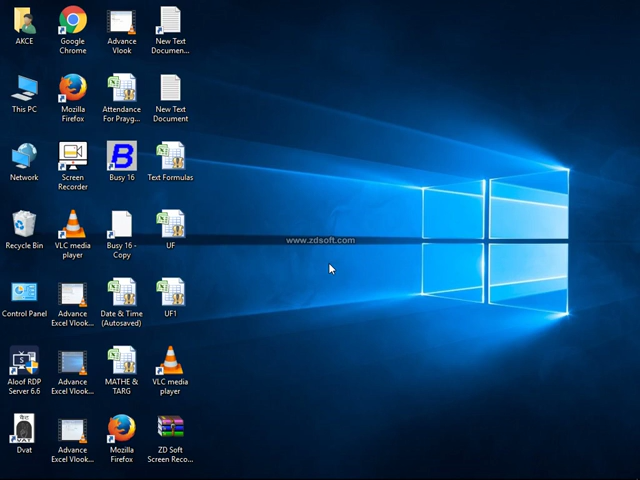 AKCE
Google
Chrome
Advance
Vlook
New Text
Documen...
This PC
Mozilla
Firefox
Attendance
For Prayg...
New Text
Document
Network
Screen
Recorder
B
Busy 16
Text Formulas
Recycle Bin
VLC media
player
Busy 16 -
Copy
UF
www.zdsoft.com
Control Panel
Advance
Excel Vlook...
Date & Time
(Autosaved)
UF1
Aloof RDP
Server 6.6
Advance
Excel Vlook...
MATHE &
TARG
VLC media
player
Dvat
Advance
Excel Vlook...
Mozilla
Firefox
ZD Soft
Screen Reco...